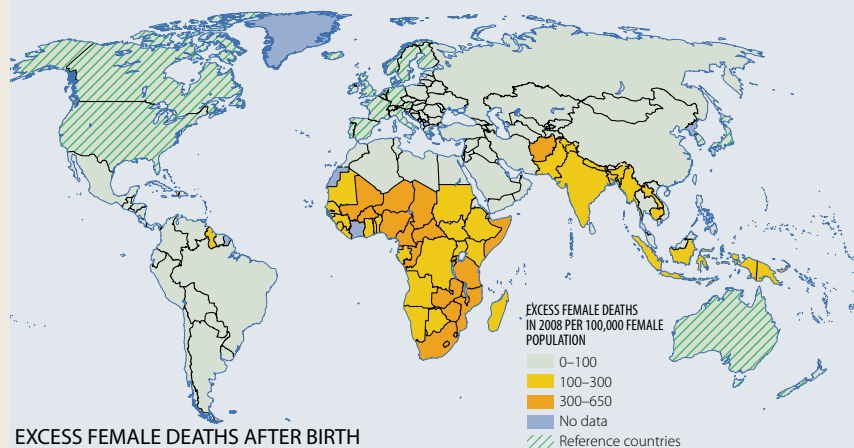 EXCESS FEMALE DEATHS
IN 2008 PER 100,000 FEMALE
POPULATION
0–100
100–300
300–650
No data
Reference countries
EXCESS FEMALE DEATHS AFTER BIRTH